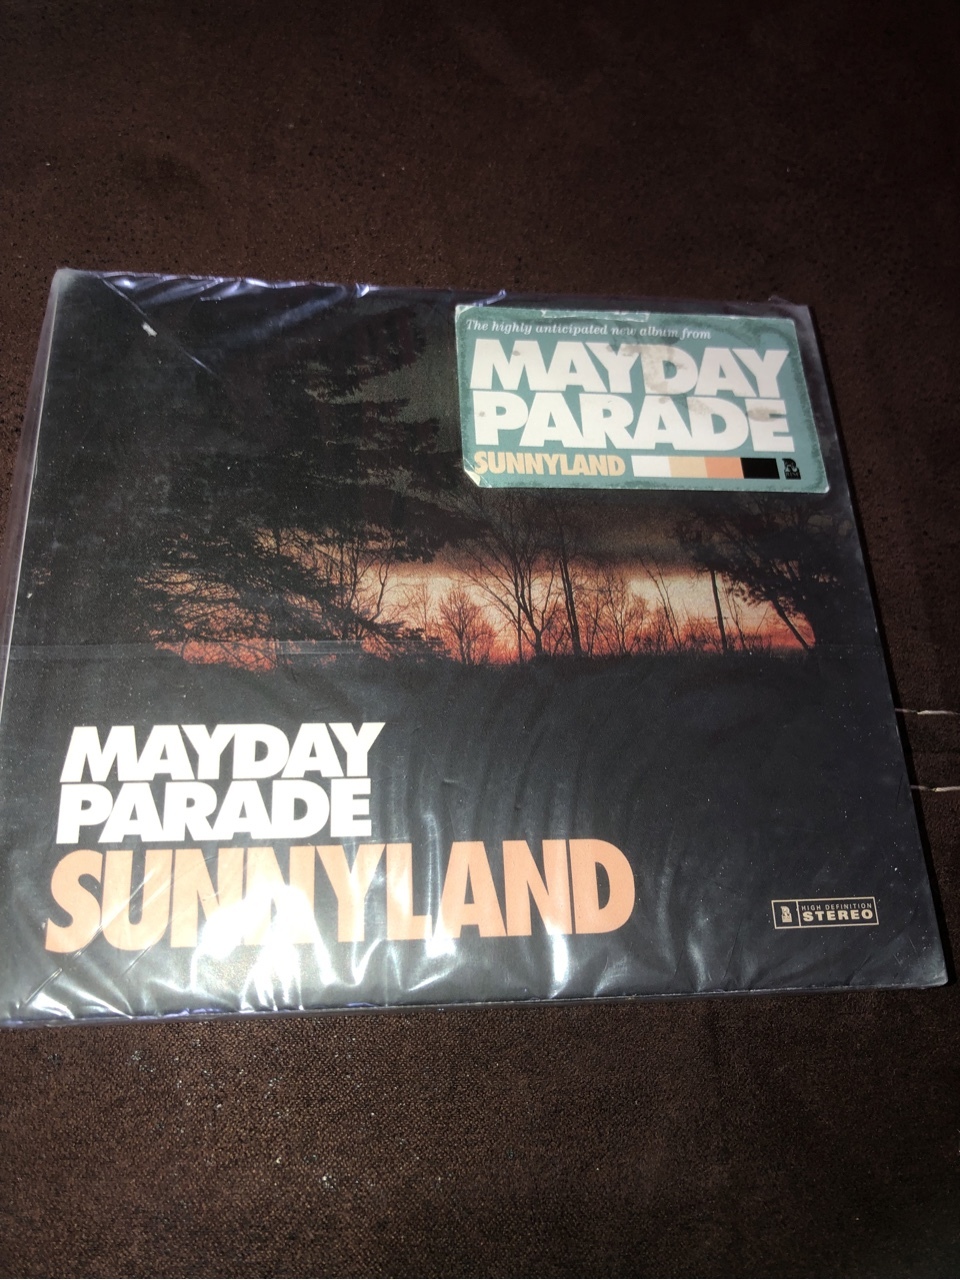 The highly anticipated new album from
MAYDAY
PARADE
SUNNYLAND
MAYDAY
PARADE
SUNNYLAND
HIGH DEFINITION
STEREO